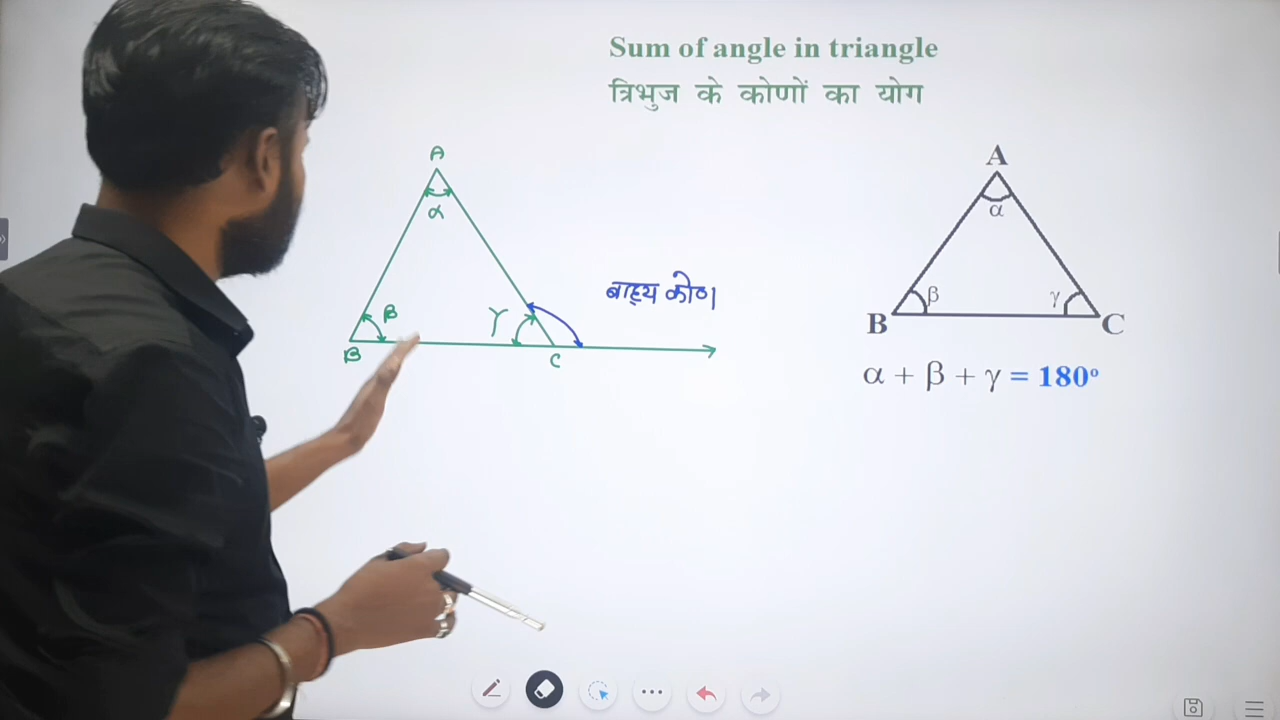 Sum of angle in triangle
त्रिभुज के कोणों का योग
A
α
β
B
γ
C
बाह्य कोण
A
α
β
γ
B
C
α + β + γ = 180°